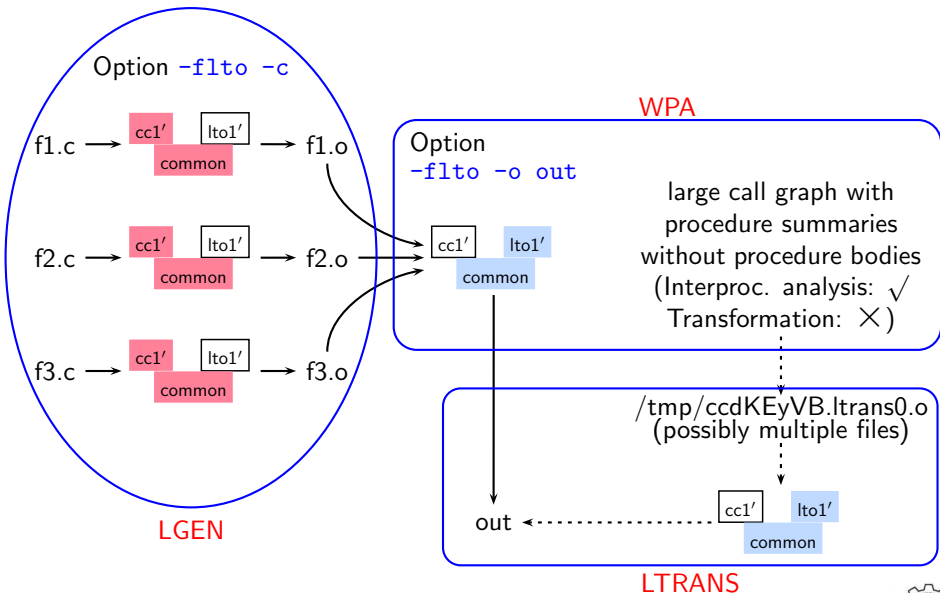 Option -flto -c
f1.c
cc1′
lto1′
common
f1.o
f2.c
cc1′
lto1′
common
f2.o
f3.c
cc1′
lto1′
common
f3.o
LGEN
WPA
Option
-flto -o out
cc1′
lto1′
common
large call graph with
procedure summaries
without procedure bodies
(Interproc. analysis: √
Transformation: ×)
/tmp/ccdKEyVB.ltrans0.o
(possibly multiple files)
out
cc1′
lto1′
common
LTRANS